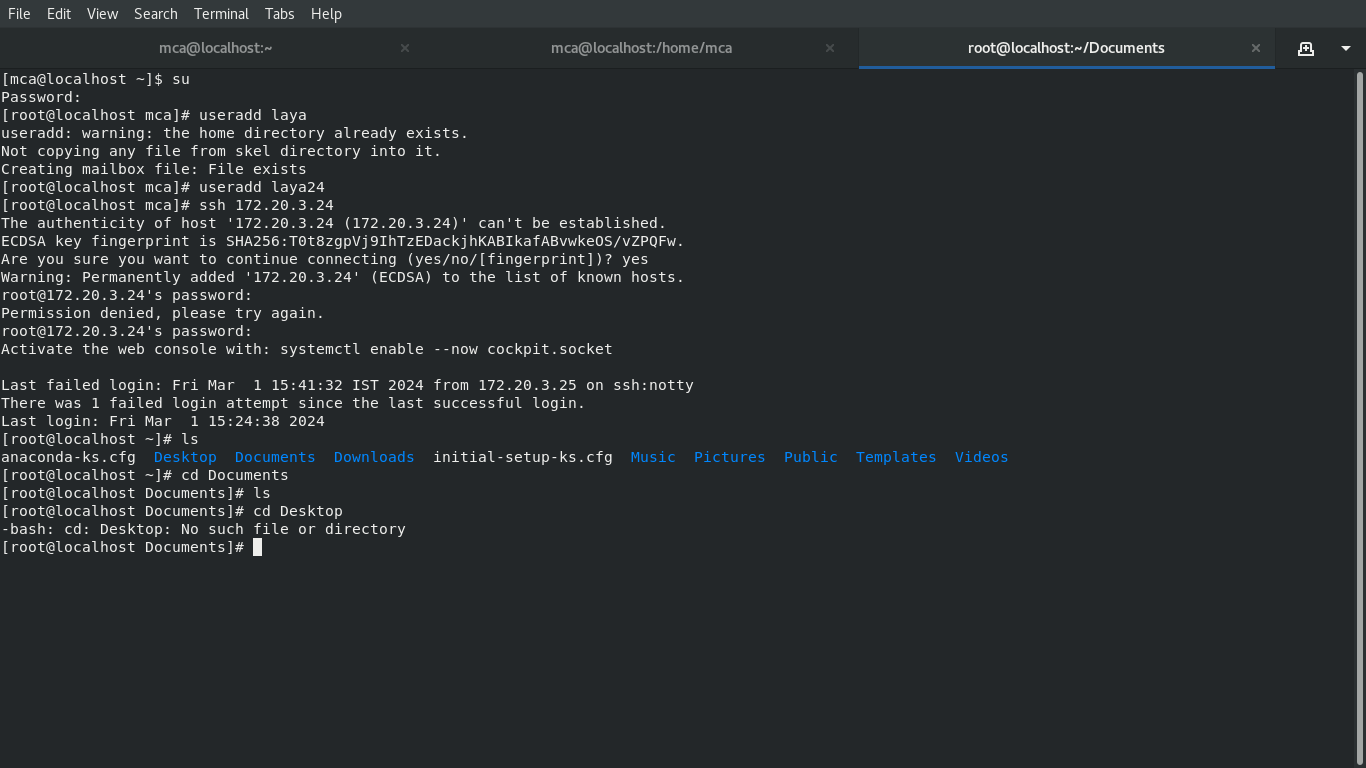 File Edit View Search Terminal Tabs Help
mca@localhost:~ mca@localhost:/home/mca root@localhost:~/Documents
[mca@localhost ~]$ su
Password:
[root@localhost mca]# useradd laya
useradd: warning: the home directory already exists.
Not copying any file from skel directory into it.
Creating mailbox file: File exists
[root@localhost mca]# useradd laya24
[root@localhost mca]# ssh 172.20.3.24
The authenticity of host '172.20.3.24 (172.20.3.24)' can't be established.
ECDSA key fingerprint is SHA256:T0t8zgpVj9IhTzEDackjhKABIkafABvwkeOS/vZPQFw.
Are you sure you want to continue connecting (yes/no/[fingerprint])? yes
Warning: Permanently added '172.20.3.24' (ECDSA) to the list of known hosts.
root@172.20.3.24's password:
Permission denied, please try again.
root@172.20.3.24's password:
Activate the web console with: systemctl enable --now cockpit.socket
Last failed login: Fri Mar  1 15:41:32 IST 2024 from 172.20.3.25 on ssh:notty
There was 1 failed login attempt since the last successful login.
Last login: Fri Mar  1 15:24:38 2024
[root@localhost ~]# ls
anaconda-ks.cfg  Desktop  Documents  Downloads  initial-setup-ks.cfg  Music  Pictures  Public  Templates  Videos
[root@localhost ~]# cd Documents
[root@localhost Documents]# ls
[root@localhost Documents]# cd Desktop
-bash: cd: Desktop: No such file or directory
[root@localhost Documents]#